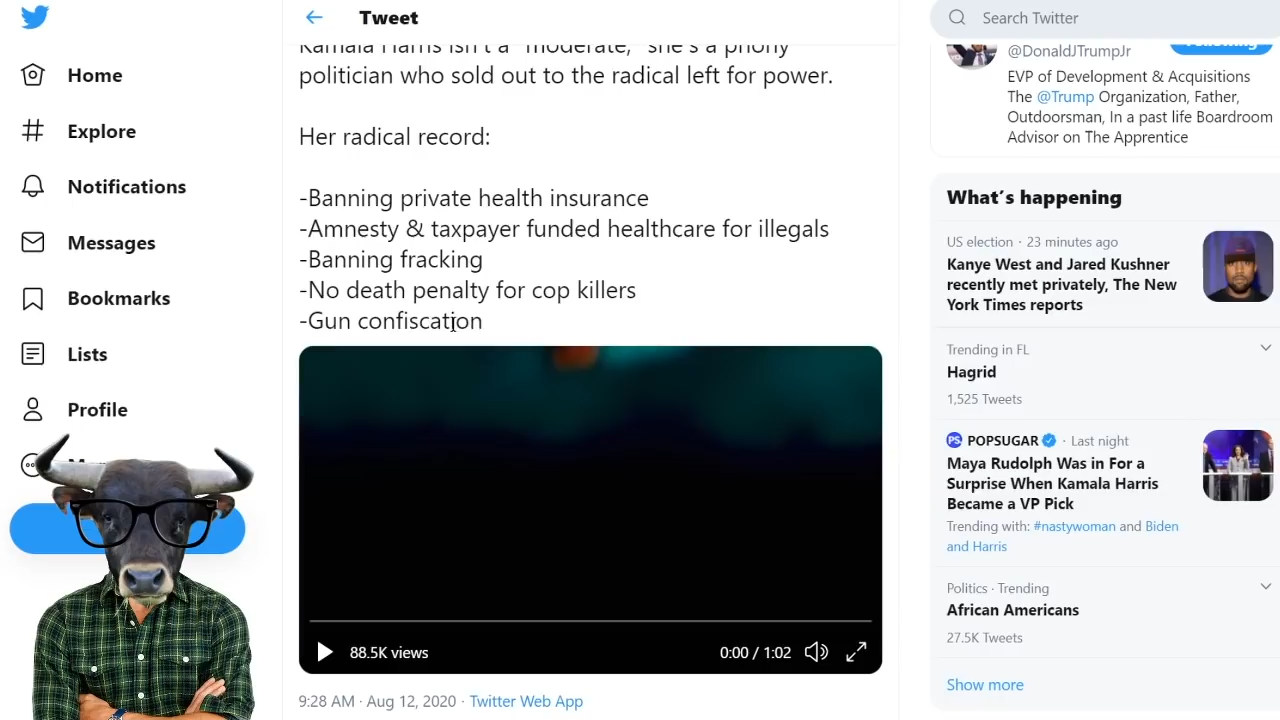 Tweet
Search Twitter
Home
Explore
Notifications
Messages
Bookmarks
Lists
Profile
Kamala Harris isn't a "moderate," she's a phony
politician who sold out to the radical left for power.
Her radical record:
-Banning private health insurance
-Amnesty & taxpayer funded healthcare for illegals
-Banning fracking
-No death penalty for cop killers
-Gun confiscation
88.5K views
0:00 / 1:02
9:28 AM · Aug 12, 2020 · Twitter Web App
@DonaldJTrumpJr
Following
EVP of Development & Acquisitions
The @Trump Organization, Father,
Outdoorsman, In a past life Boardroom
Advisor on The Apprentice
What's happening
US election · 23 minutes ago
Kanye West and Jared Kushner
recently met privately, The New
York Times reports
Trending in FL
Hagrid
1,525 Tweets
PS POPSUGAR · Last night
Maya Rudolph Was in For a
Surprise When Kamala Harris
Became a VP Pick
Trending with: #nastywoman and Biden
and Harris
Politics · Trending
African Americans
27.5K Tweets
Show more